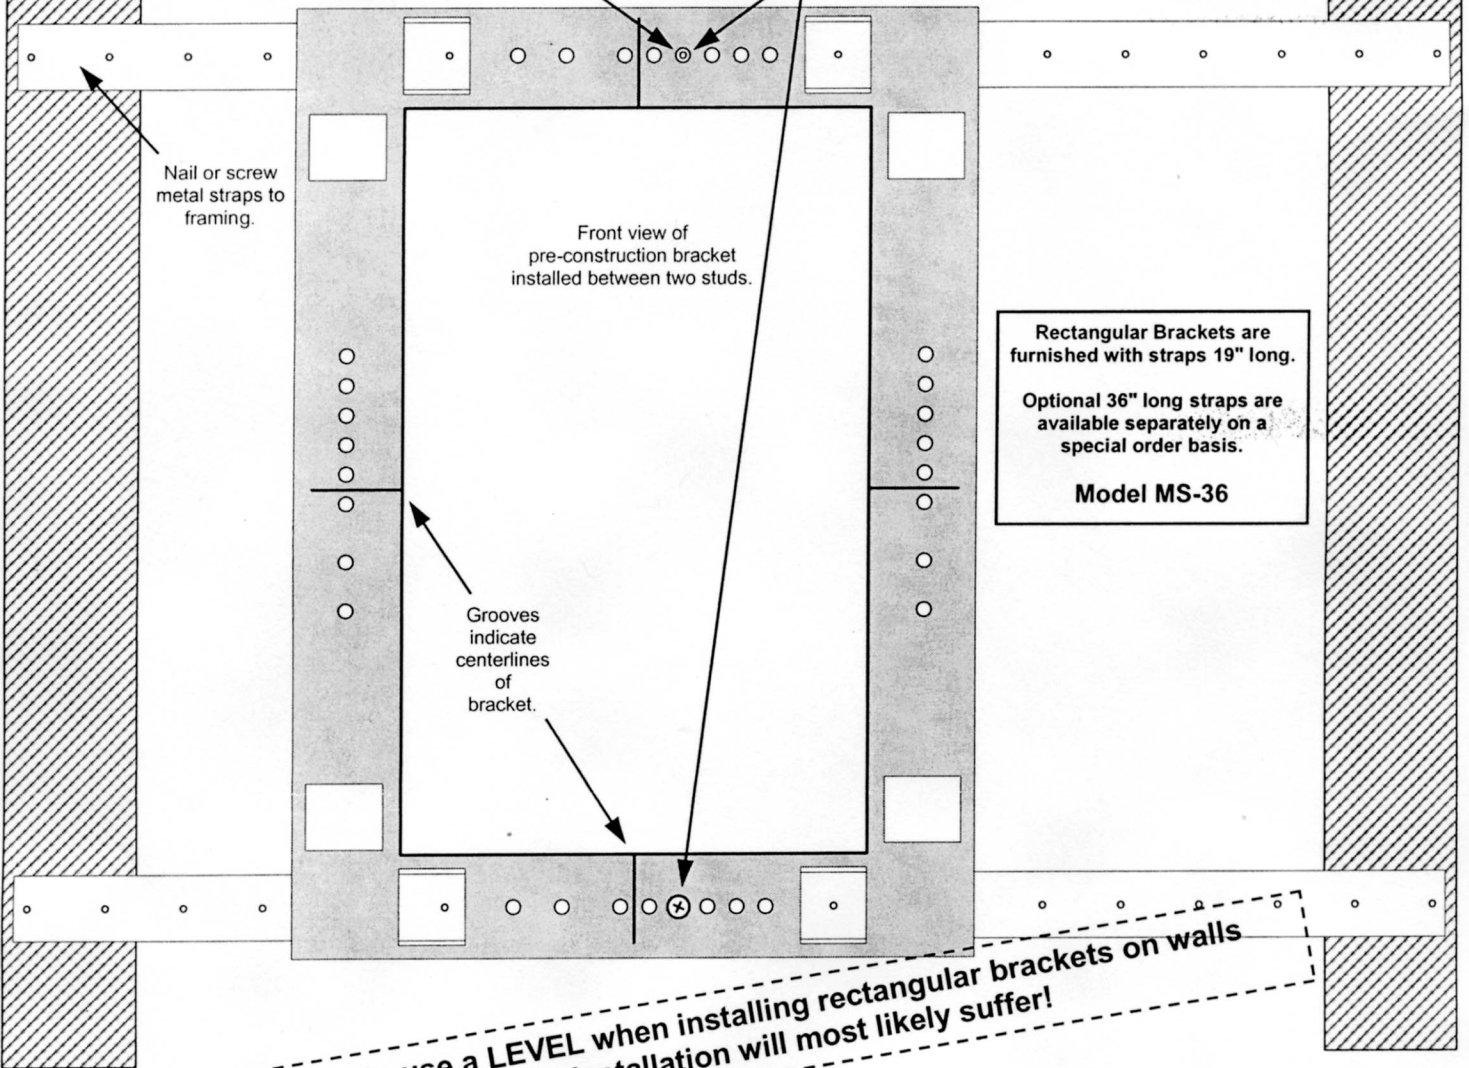 Nail or screw
metal straps to
framing.
Front view of
pre-construction bracket
installed between two studs.
Rectangular Brackets are
furnished with straps 19" long.
Optional 36" long straps are
available separately on a
special order basis.
Model MS-36
Grooves
indicate
centerlines
of
bracket.
use a LEVEL when installing rectangular brackets on walls
installation will most likely suffer!